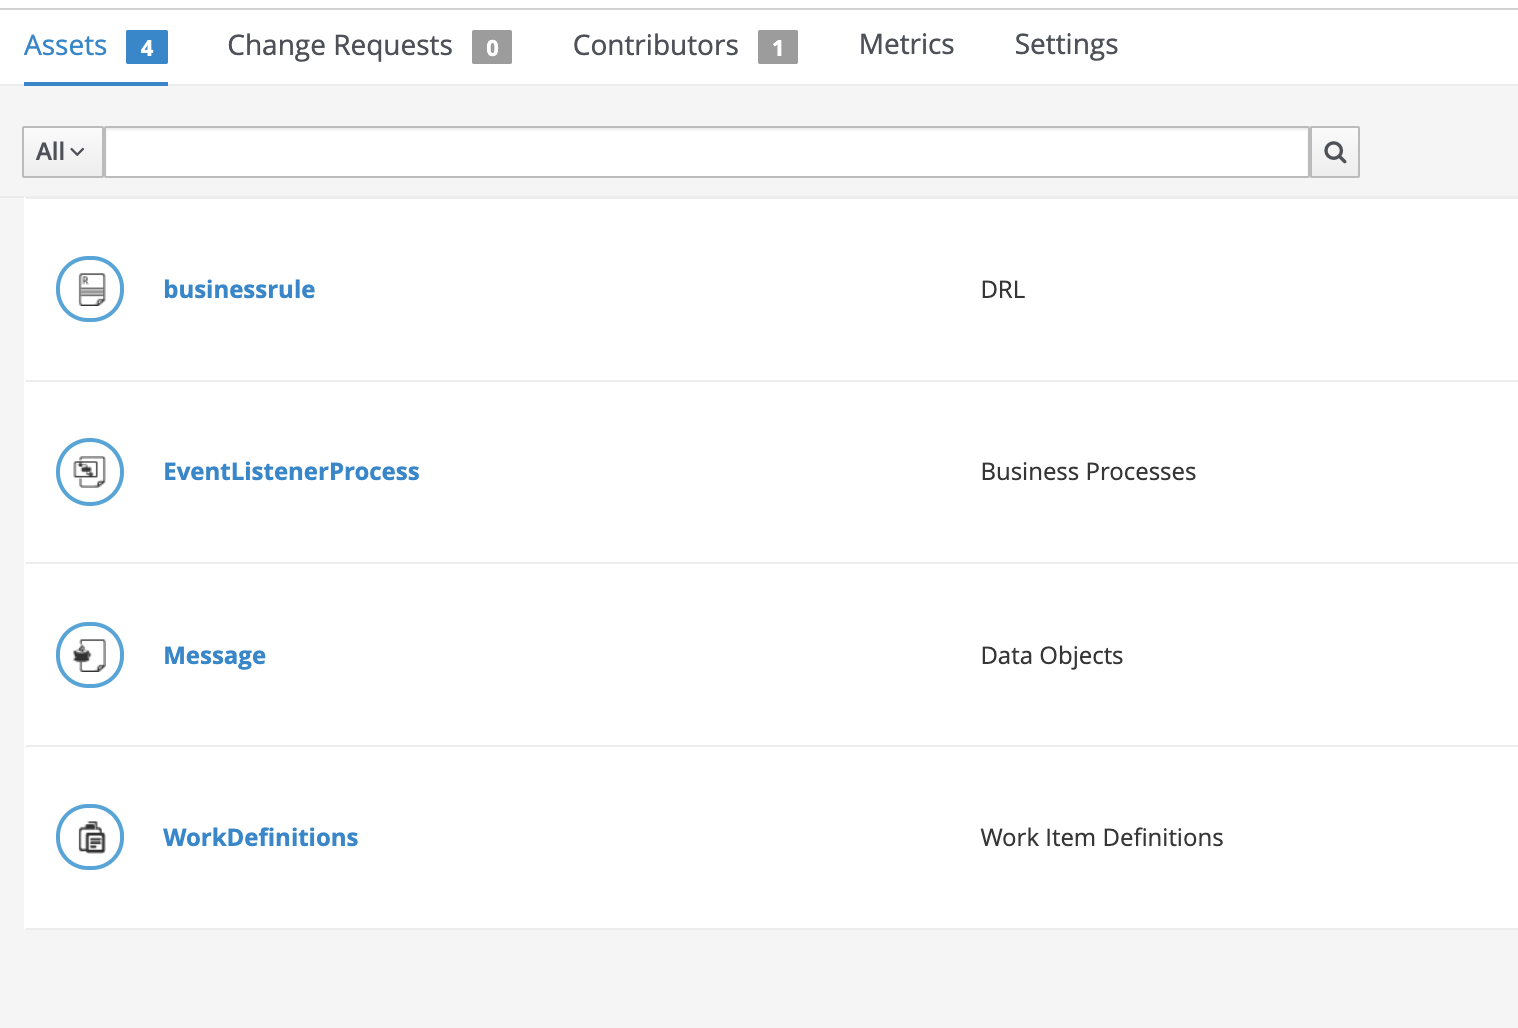 Assets 4 Change Requests 0 Contributors 1 Metrics Settings
All
businessrule DRL
EventListenerProcess Business Processes
Message Data Objects
WorkDefinitions Work Item Definitions